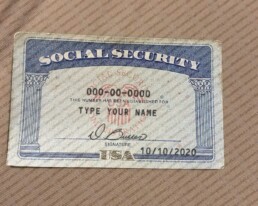 SOCIAL SECURITY
000-00-0000
THIS NUMBER HAS BEEN ESTABLISHED FOR
TYPE YOUR NAME
SIGNATURE
USA 10/10/2020